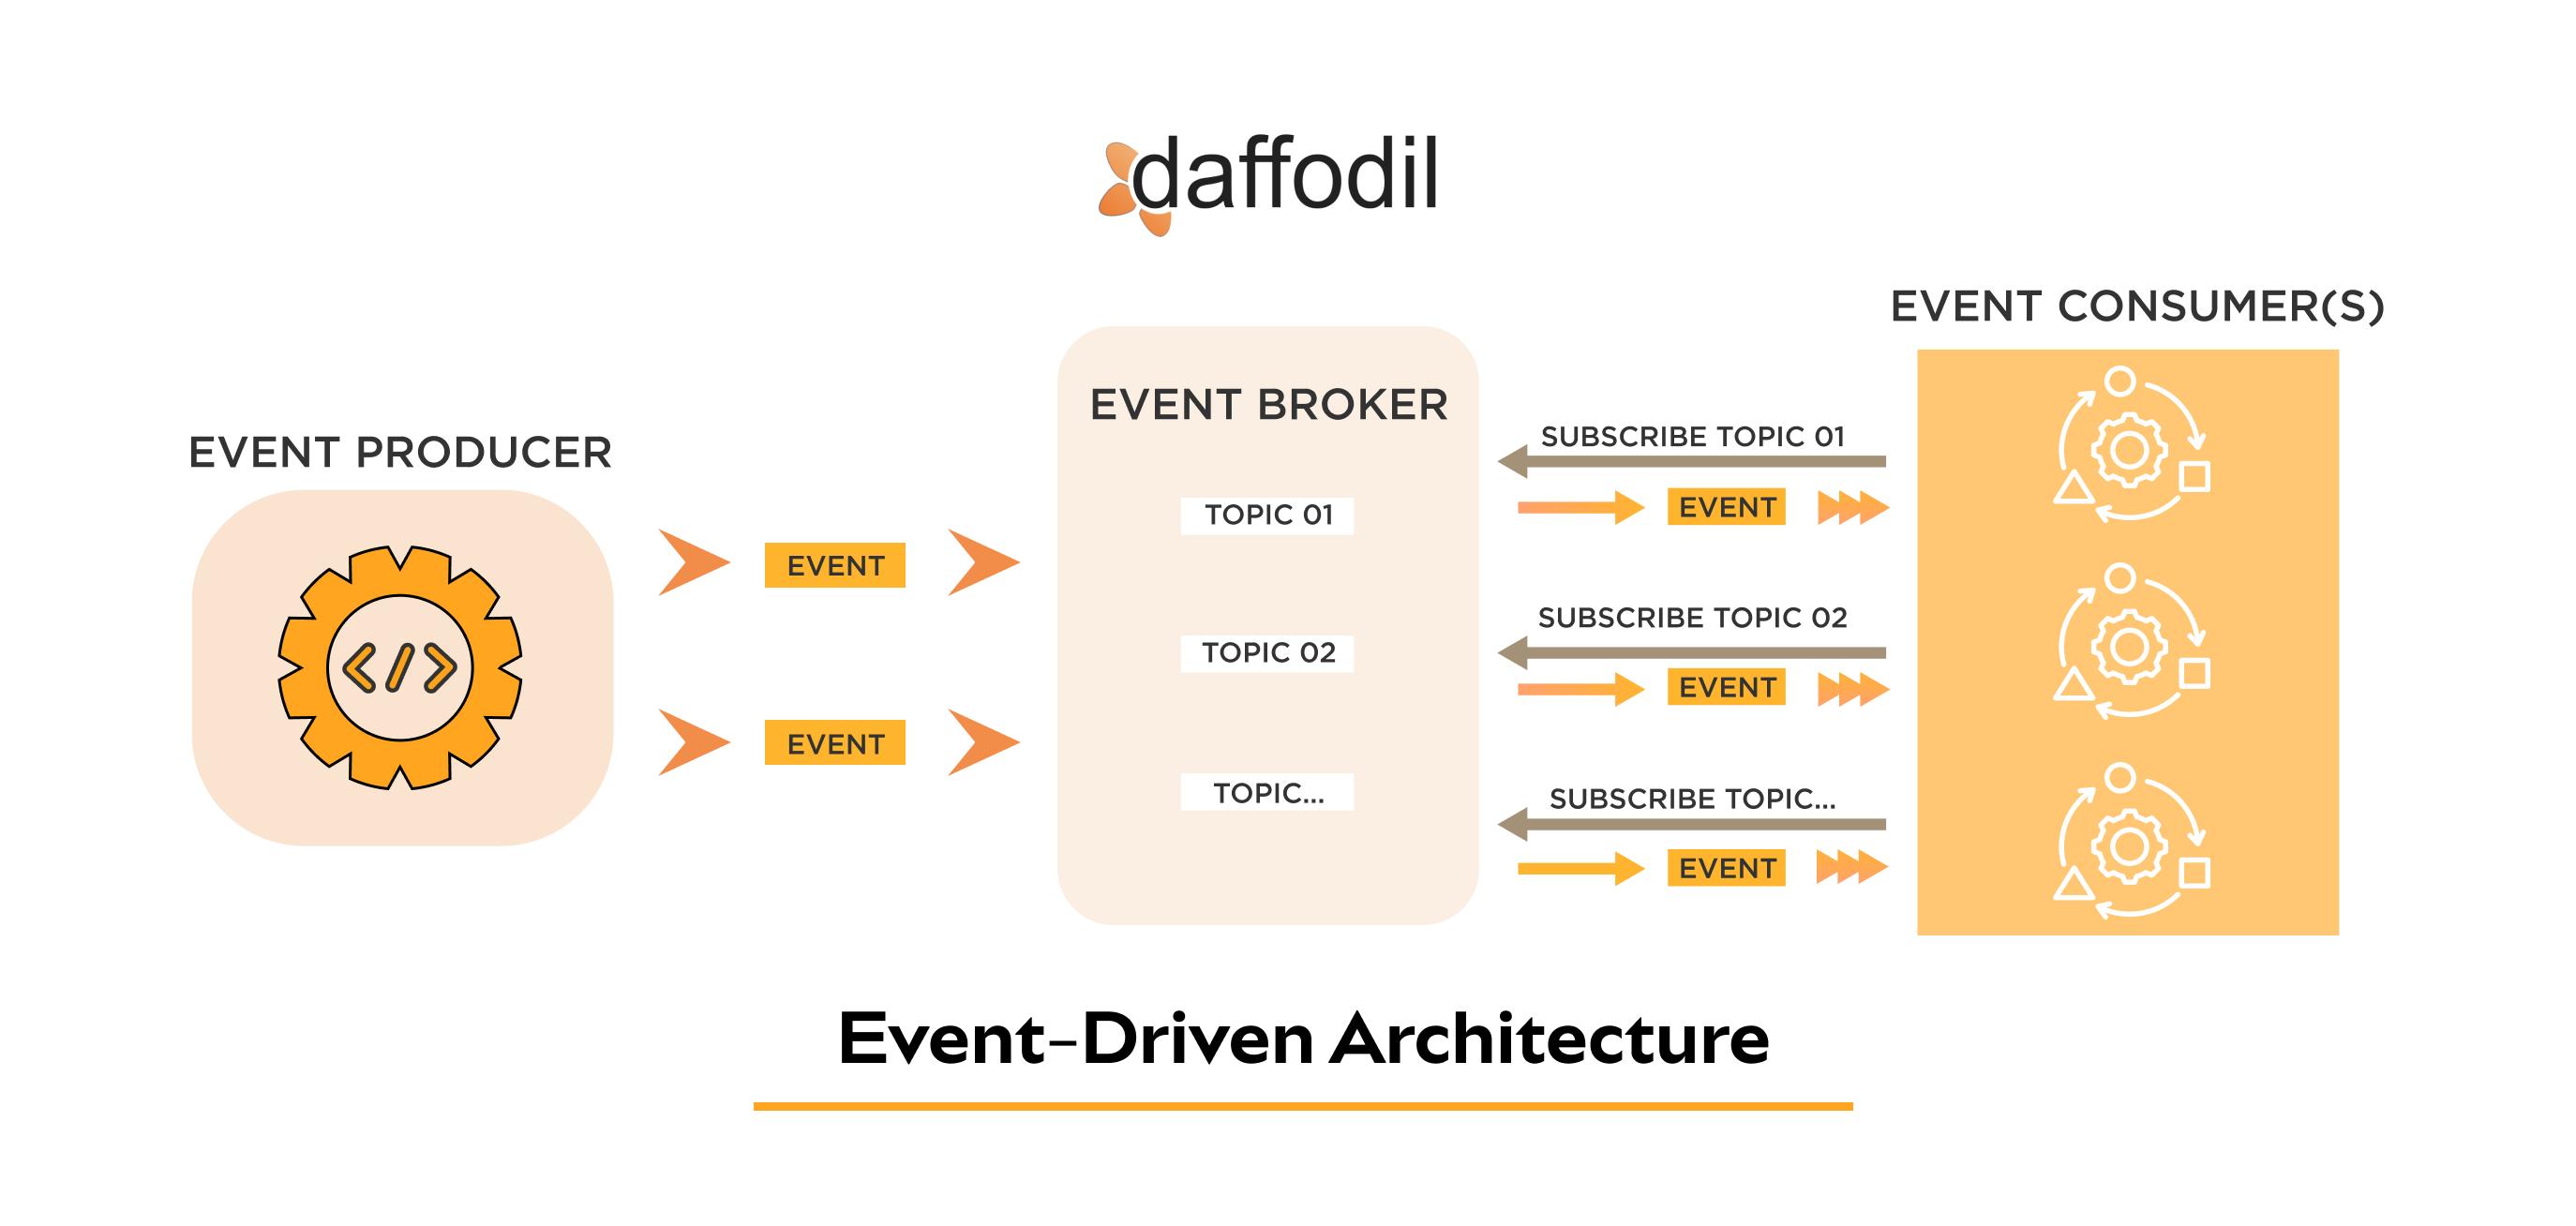 daffodil
EVENT PRODUCER
</>
EVENT
EVENT
EVENT BROKER
TOPIC 01
TOPIC 02
TOPIC...
SUBSCRIBE TOPIC 01
EVENT
SUBSCRIBE TOPIC 02
EVENT
SUBSCRIBE TOPIC...
EVENT
EVENT CONSUMER(S)
Event-Driven Architecture